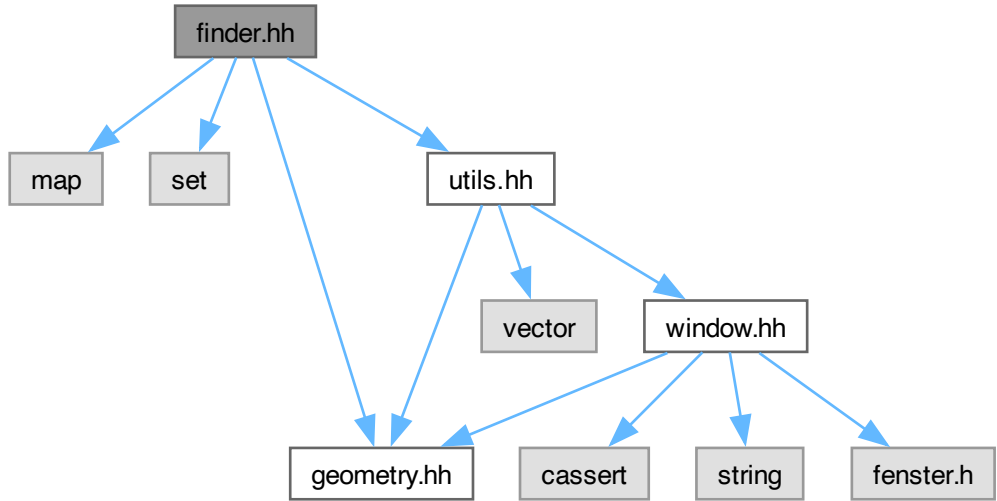 finder.hh
map
set
utils.hh
vector
window.hh
geometry.hh
cassert
string
fenster.h